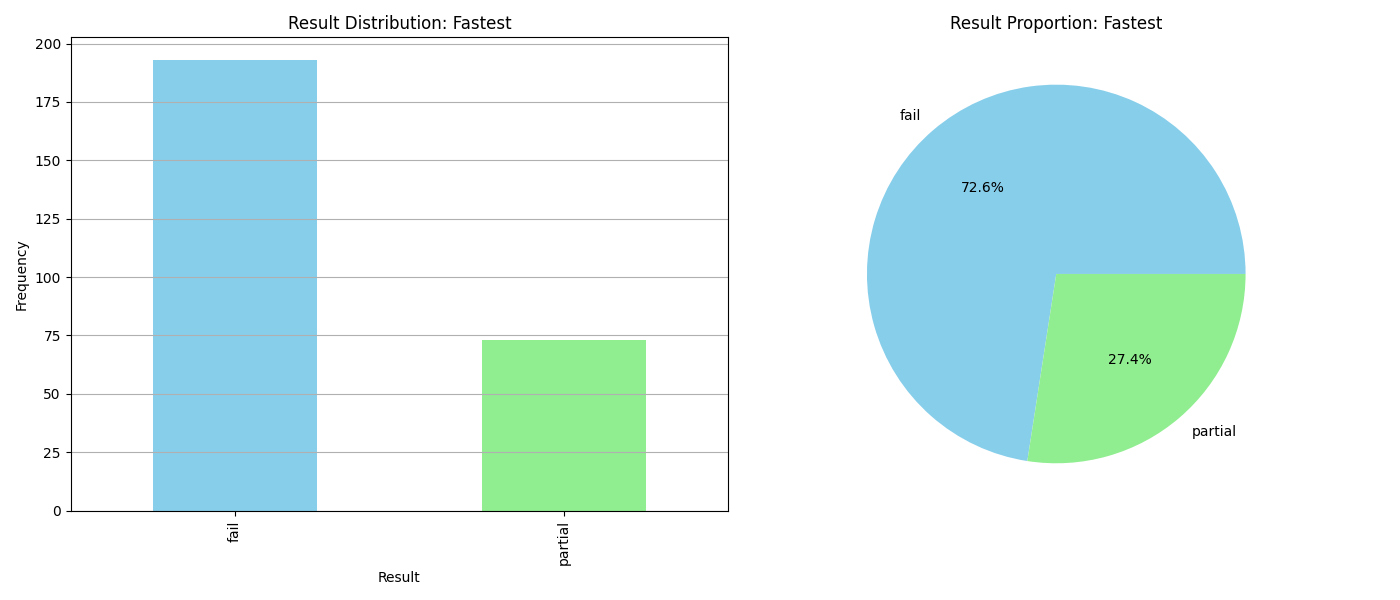 Result Distribution: Fastest
200
175
150
125
100
75
50
25
0
Frequency
fail
partial
Result
Result Proportion: Fastest
fail
72.6%
27.4%
partial